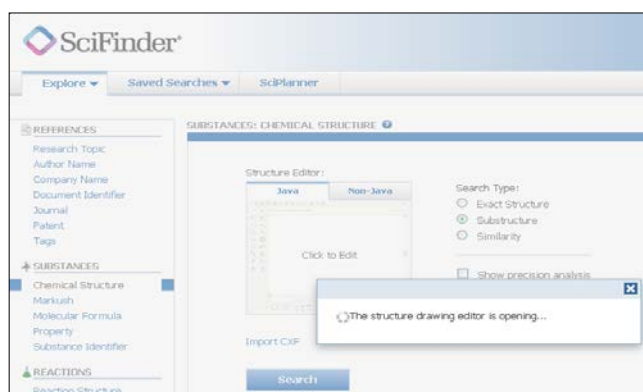 SciFinder®
Explore Saved Searches SciPlanner
REFERENCES
Research Topic
Author Name
Company Name
Document Identifier
Journal
Patent
Tags
SUBSTANCES
Chemical Structure
Markush
Molecular Formula
Property
Substance Identifier
REACTIONS
Reaction Structure
SUBSTANCES: CHEMICAL STRUCTURE ?
Structure Editor:
Java Non-Java
Click to Edit
Import CXF
Search
Search Type:
Exact Structure
Substructure
Similarity
Show precision analysis
The structure drawing editor is opening...